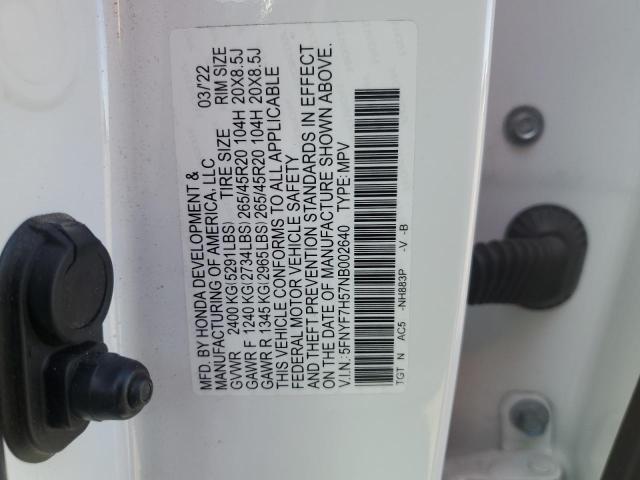 MFD. BY HONDA DEVELOPMENT & 03/'22
MANUFACTURING OF AMERICA, LLC
GVWR 2400 KG(5291LBS) TIRE SIZE RIM SIZE
GAWR F 1240 KG(2734LBS) 265/45R20 104H 20X8.5J
GAWR R 1345 KG(2965LBS) 265/45R20 104H 20X8.5J
THIS VEHICLE CONFORMS TO ALL APPLICABLE
FEDERAL MOTOR VEHICLE SAFETY
AND THEFT PREVENTION STANDARDS IN EFFECT
ON THE DATE OF MANUFACTURE SHOWN ABOVE.
V.I.N.: 5FNYF7H57NB002640 TYPE: MPV
TGT N AC5 -NH883P -V -B